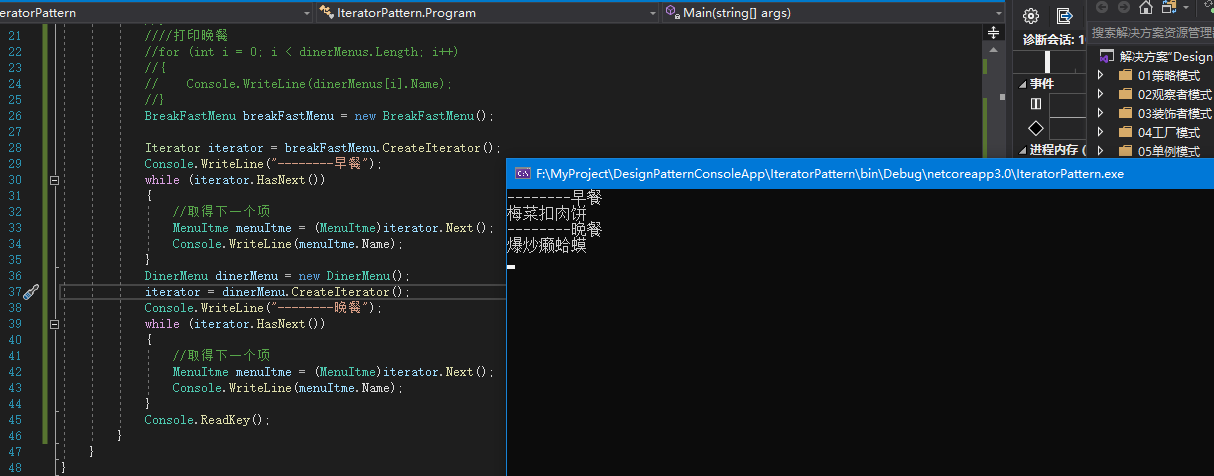 eratorPattern
IteratorPattern.Program
Main(string[] args)
21 ////打印晚餐
22 //for (int i = 0; i < dinerMenus.Length; i++)
23 //{
24 //    Console.WriteLine(dinerMenus[i].Name);
25 //}
26 BreakFastMenu breakFastMenu = new BreakFastMenu();
27
28 Iterator iterator = breakFastMenu.CreateIterator();
29 Console.WriteLine("--------早餐");
30 while (iterator.HasNext())
31 {
32 //取得下一个项
33 MenuItme menuItme = (MenuItme)iterator.Next();
34 Console.WriteLine(menuItme.Name);
35 }
36 DinerMenu dinerMenu = new DinerMenu();
37 iterator = dinerMenu.CreateIterator();
38 Console.WriteLine("--------晚餐");
39 while (iterator.HasNext())
40 {
41 //取得下一个项
42 MenuItme menuItme = (MenuItme)iterator.Next();
43 Console.WriteLine(menuItme.Name);
44 }
45 Console.ReadKey();
46 }
47 }
48 }
F:\MyProject\DesignPatternConsoleApp\IteratorPattern\bin\Debug\netcoreapp3.0\IteratorPattern.exe
--------早餐
梅菜扣肉饼
--------晚餐
爆炒癞蛤蟆
诊断会话: 1
事件
进程内存 (
搜索解决方案资源管理器
解决方案"Design
01策略模式
02观察者模式
03装饰者模式
04工厂模式
05单例模式